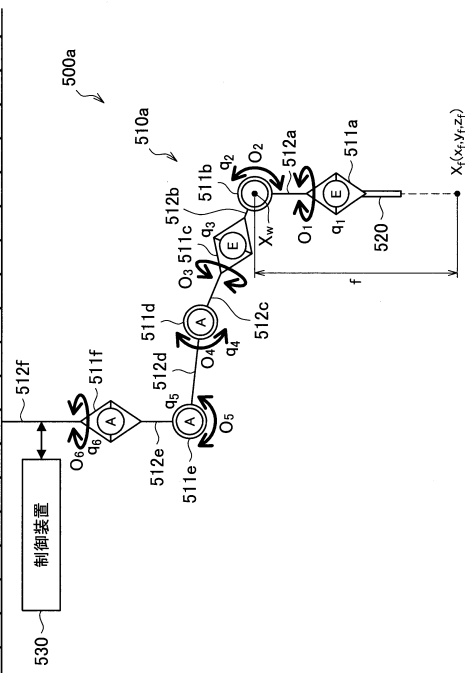 500a
510a
512f
511f
O6
q6
A
制御装置
530
512e
q5
A
511e
O5
512d
511d
A
O4
q4
512c
O3
511c
q3
E
512b
511b
q2
O2
Xw
512a
O1
q1
E
511a
520
f
Xf(xf,yf,zf)